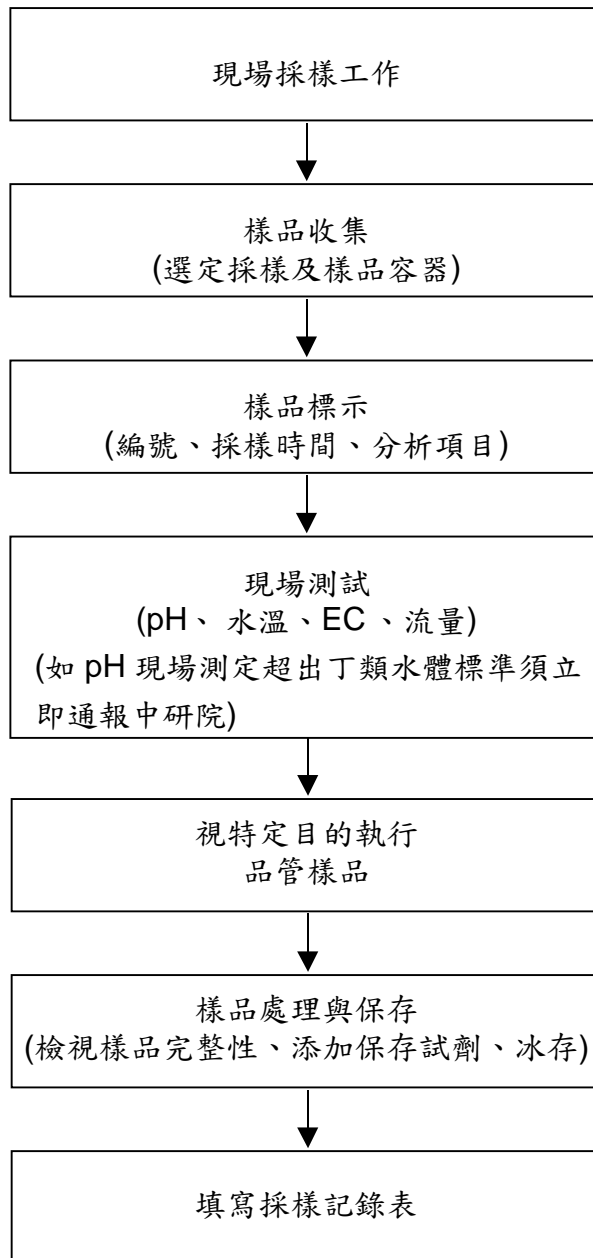 現場採樣工作
樣品收集
(選定採樣及樣品容器)
樣品標示
(編號、採樣時間、分析項目)
現場測試
(pH、 水溫、EC 、流量)
(如 pH 現場測定超出丁類水體標準須立
即通報中研院)
視特定目的執行
品管樣品
樣品處理與保存
(檢視樣品完整性、添加保存試劑、冰存)
填寫採樣記錄表